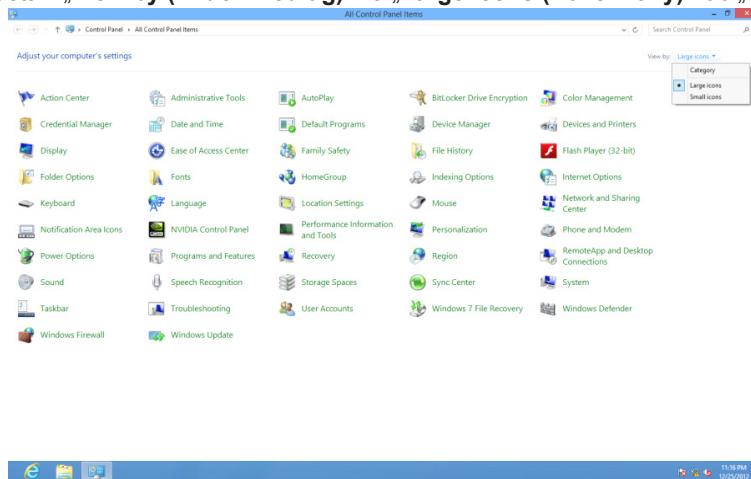 All Control Panel Items
Control Panel All Control Panel Items
Search Control Panel
Adjust your computer's settings
View by: Large icons
Category
Large icons
Small icons
Action Center Administrative Tools AutoPlay BitLocker Drive Encryption Color Management
Credential Manager Date and Time Default Programs Device Manager Devices and Printers
Display Ease of Access Center Family Safety File History Flash Player (32-bit)
Folder Options Fonts HomeGroup Indexing Options Internet Options
Keyboard Language Location Settings Mouse Network and Sharing
Center
Notification Area Icons NVIDIA Control Panel Performance Information Personalization Phone and Modem
and Tools
Power Options Programs and Features Recovery Region RemoteApp and Desktop
Connections
Sound Speech Recognition Storage Spaces Sync Center System
Taskbar Troubleshooting User Accounts Windows 7 File Recovery Windows Defender
Windows Firewall Windows Update
11:16 PM
12/25/2012